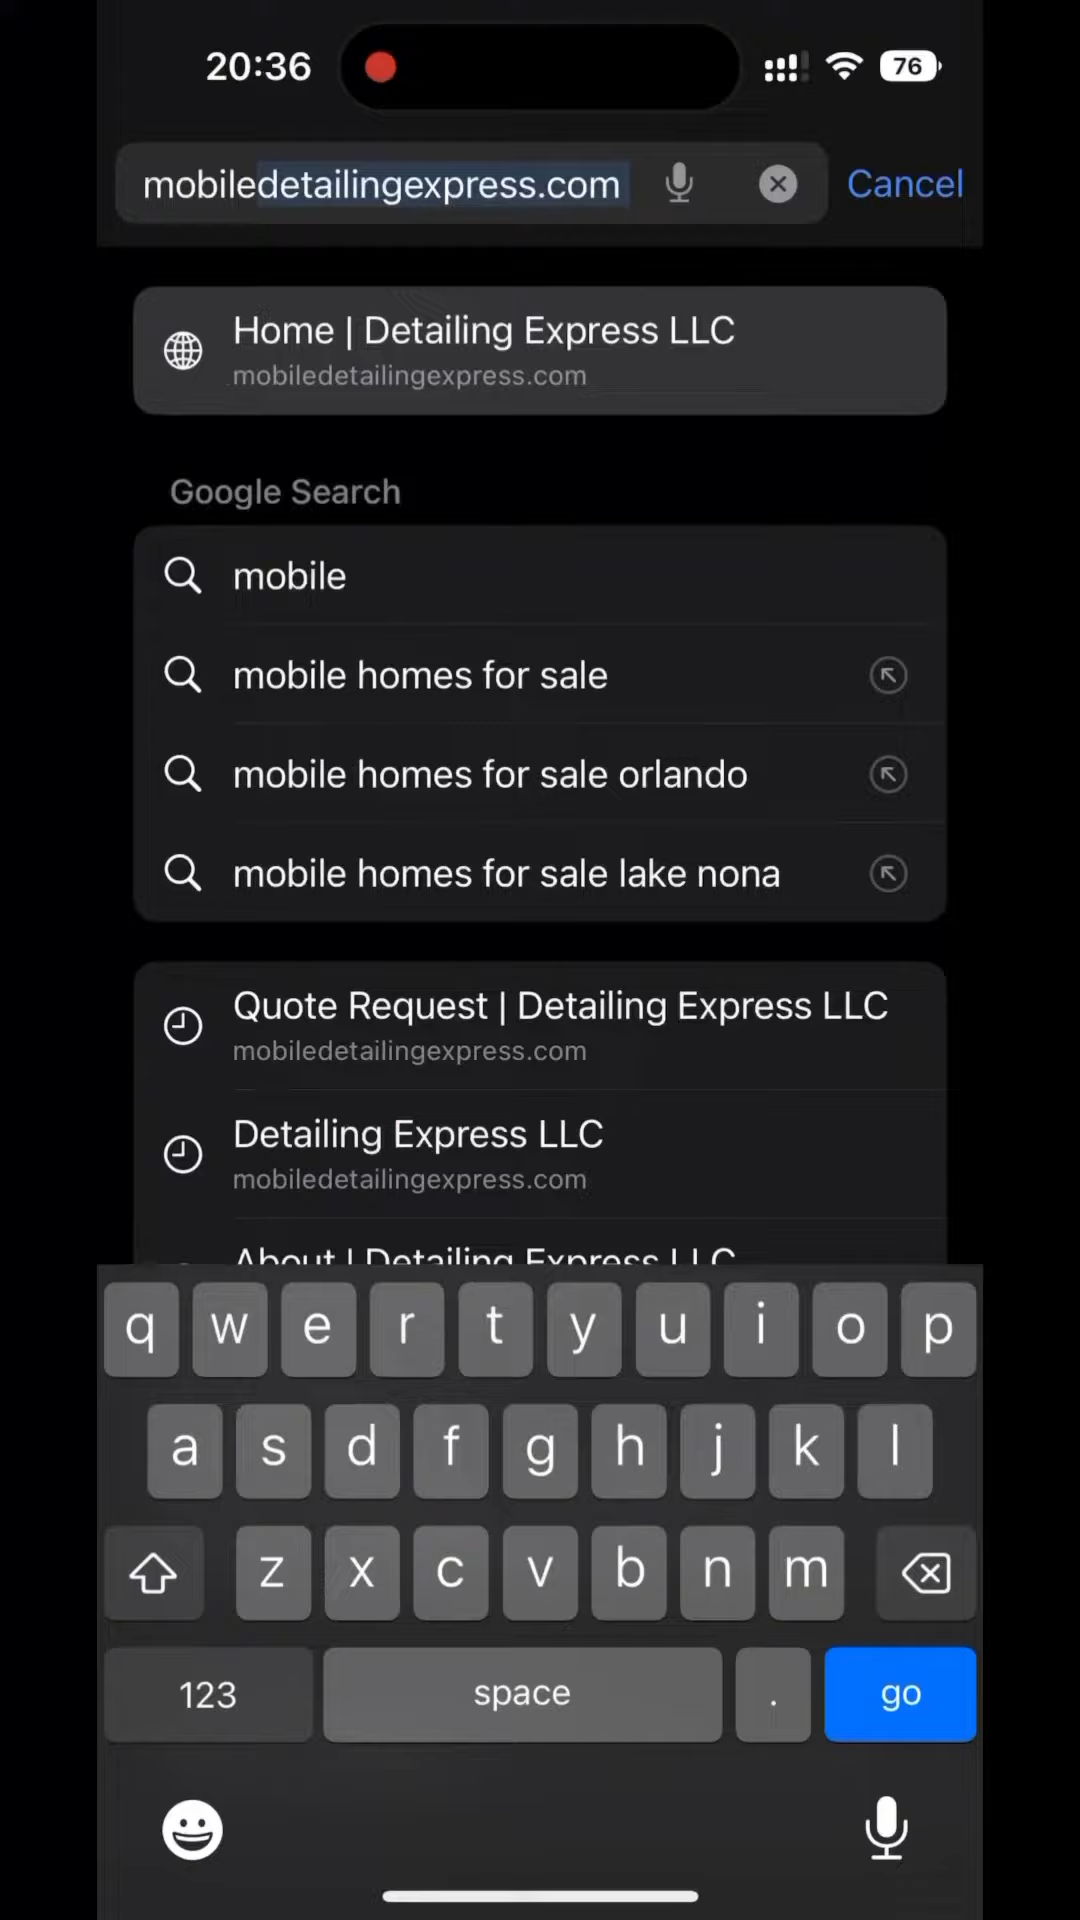 20:36
76
mobiledetailingexpress.com
Cancel
Home | Detailing Express LLC
mobiledetailingexpress.com
Google Search
mobile
mobile homes for sale
mobile homes for sale orlando
mobile homes for sale lake nona
Quote Request | Detailing Express LLC
mobiledetailingexpress.com
Detailing Express LLC
mobiledetailingexpress.com
About | Detailing Express LLC
q w e r t y u i o p
a s d f g h j k l
z x c v b n m
123 space . go